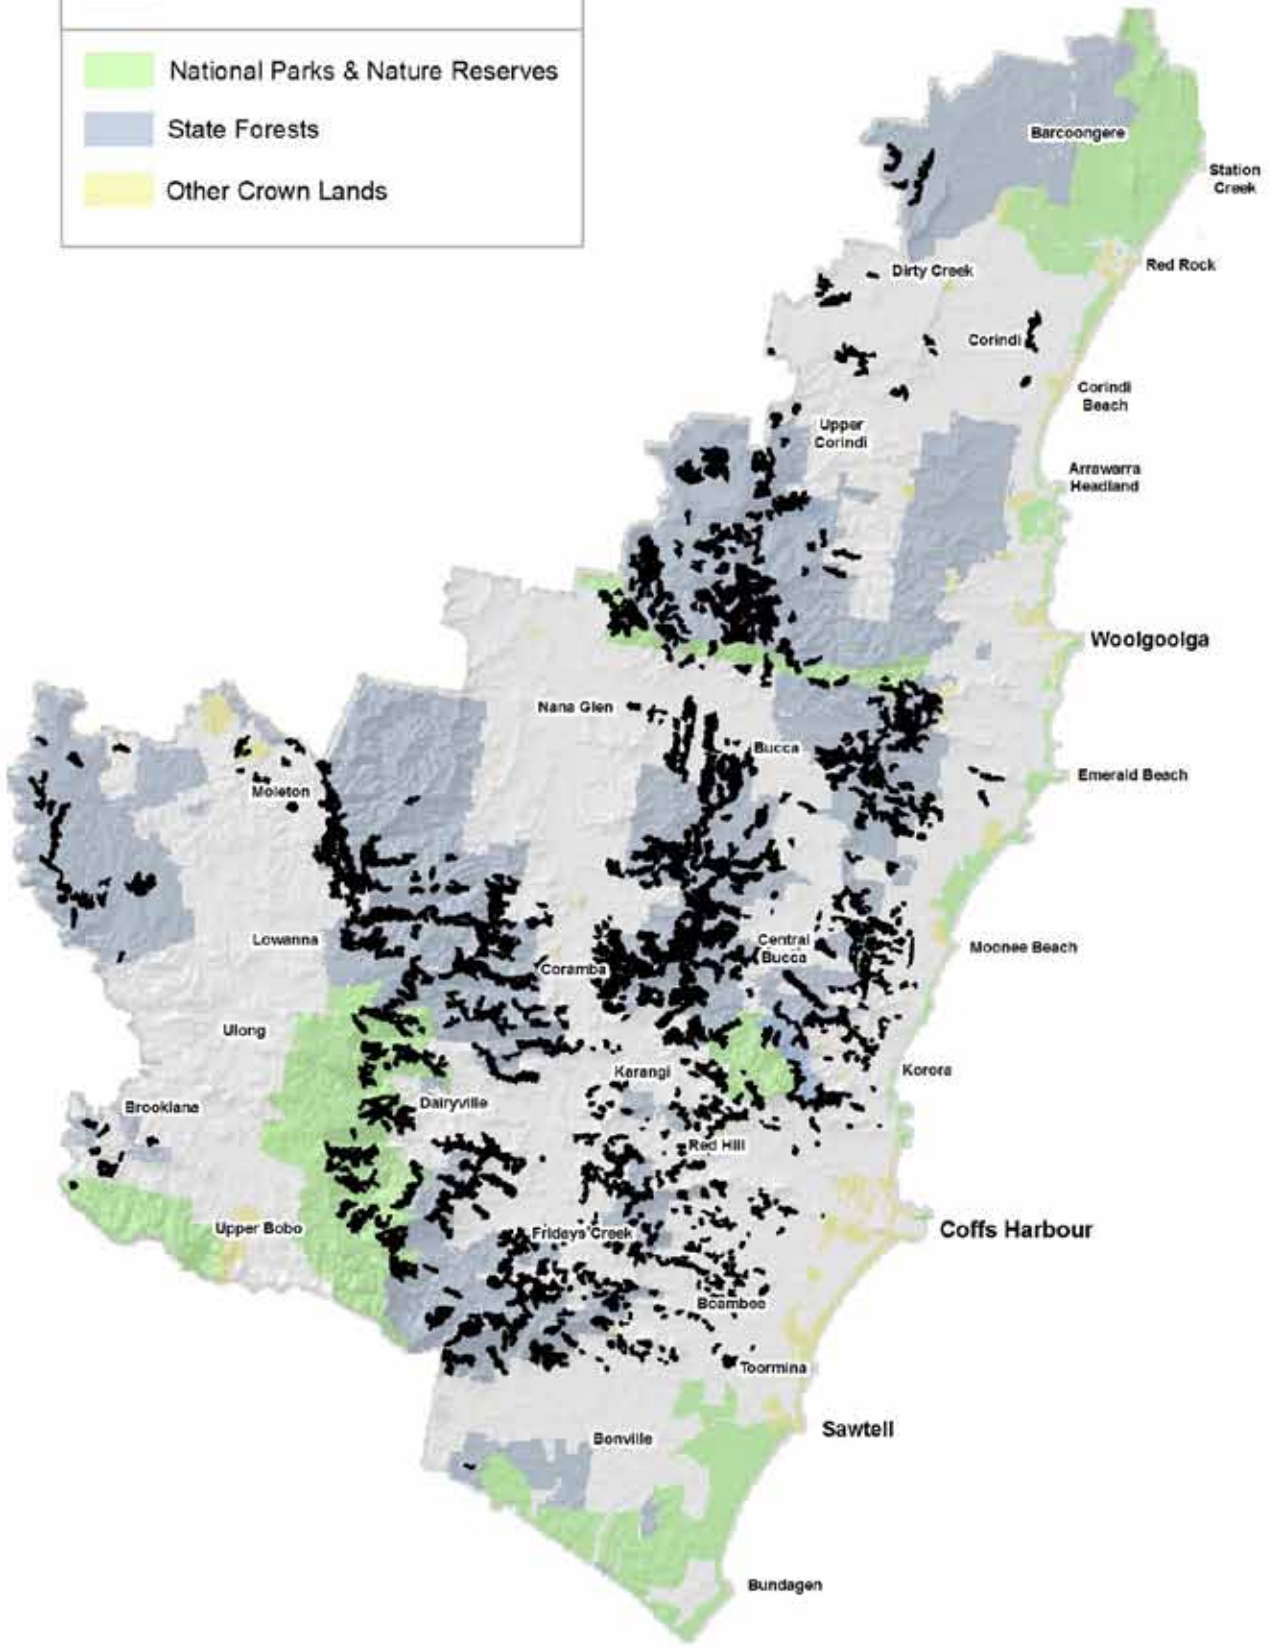 National Parks & Nature Reserves
State Forests
Other Crown Lands
Barcoongere
Station
Creek
Red Rock
Dirty Creek
Corindi
Corindi
Beach
Upper
Corindi
Arrawarra
Headland
Woolgoolga
Nana Glen
Bucca
Emerald Beach
Moleton
Lowanna
Central
Bucca
Moonee Beach
Coramba
Ulong
Karangi
Korora
Brooklana
Dairyville
Red Hill
Upper Bobo
Fridays Creek
Coffs Harbour
Boambee
Toormina
Sawtell
Bonville
Bundagen